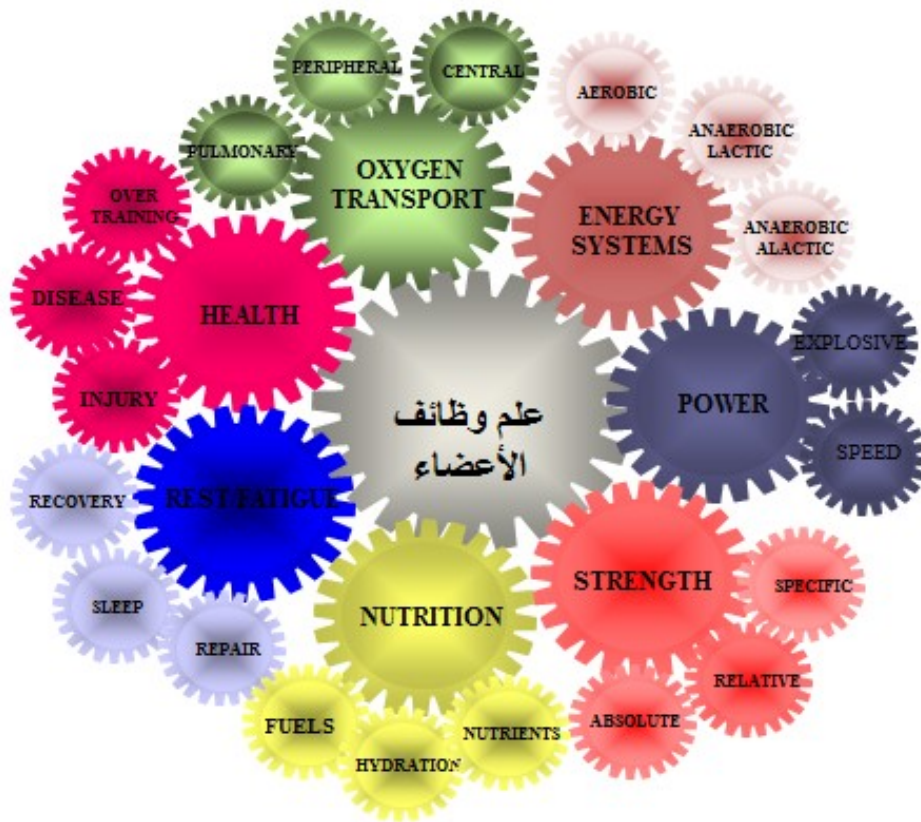 PERIPHERAL
CENTRAL
PULMONARY
OXYGEN
TRANSPORT
AEROBIC
ANAEROBIC
LACTIC
ANAEROBIC
ALACTIC
ENERGY
SYSTEMS
OVER
TRAINING
DISEASE
INJURY
HEALTH
علم وظائف
الأعضاء
POWER
EXPLOSIVE
SPEED
RECOVERY
SLEEP
REPAIR
REST/FATIGUE
NUTRITION
FUELS
HYDRATION
NUTRIENTS
STRENGTH
SPECIFIC
RELATIVE
ABSOLUTE